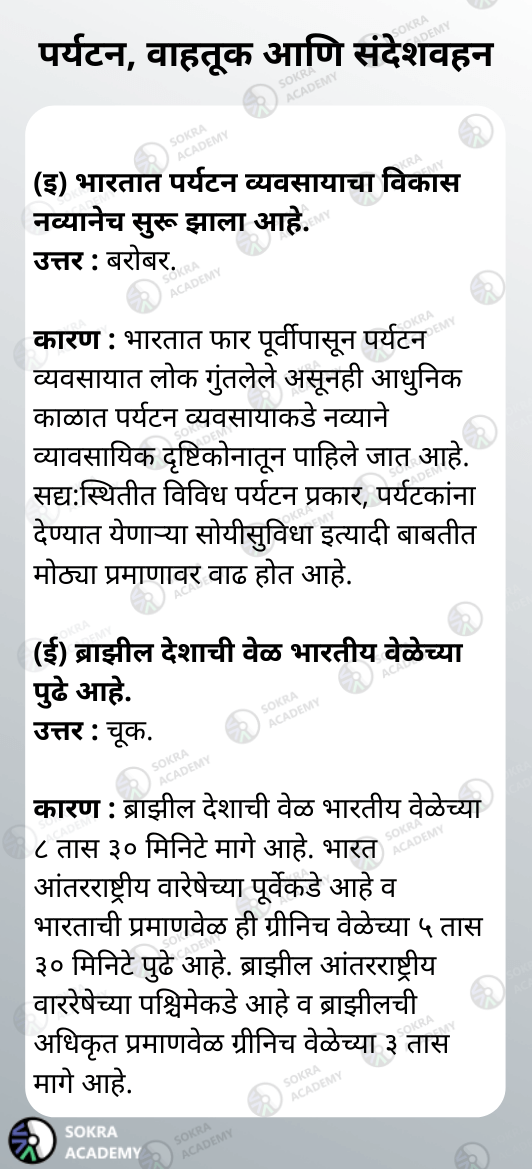 पर्यटन, वाहतूक आणि संदेशवहन
(इ) भारतात पर्यटन व्यवसायाचा विकास
नव्यानेच सुरू झाला आहे.
उत्तर : बरोबर.
कारण : भारतात फार पूर्वीपासून पर्यटन
व्यवसायात लोक गुंतलेले असूनही आधुनिक
काळात पर्यटन व्यवसायाकडे नव्याने
व्यावसायिक दृष्टिकोनातून पाहिले जात आहे.
सद्य:स्थितीत विविध पर्यटन प्रकार, पर्यटकांना
देण्यात येणाऱ्या सोयीसुविधा इत्यादी बाबतीत
मोठ्या प्रमाणावर वाढ होत आहे.
(ई) ब्राझील देशाची वेळ भारतीय वेळेच्या
पुढे आहे.
उत्तर : चूक.
कारण : ब्राझील देशाची वेळ भारतीय वेळेच्या
८ तास ३० मिनिटे मागे आहे. भारत
आंतरराष्ट्रीय वारेषेच्या पूर्वेकडे आहे व
भारताची प्रमाणवेळ ही ग्रीनिच वेळेच्या ५ तास
३० मिनिटे पुढे आहे. ब्राझील आंतरराष्ट्रीय
वाररेषेच्या पश्चिमेकडे आहे व ब्राझीलची
अधिकृत प्रमाणवेळ ग्रीनिच वेळेच्या ३ तास
मागे आहे.
SOKRA
ACADEMY